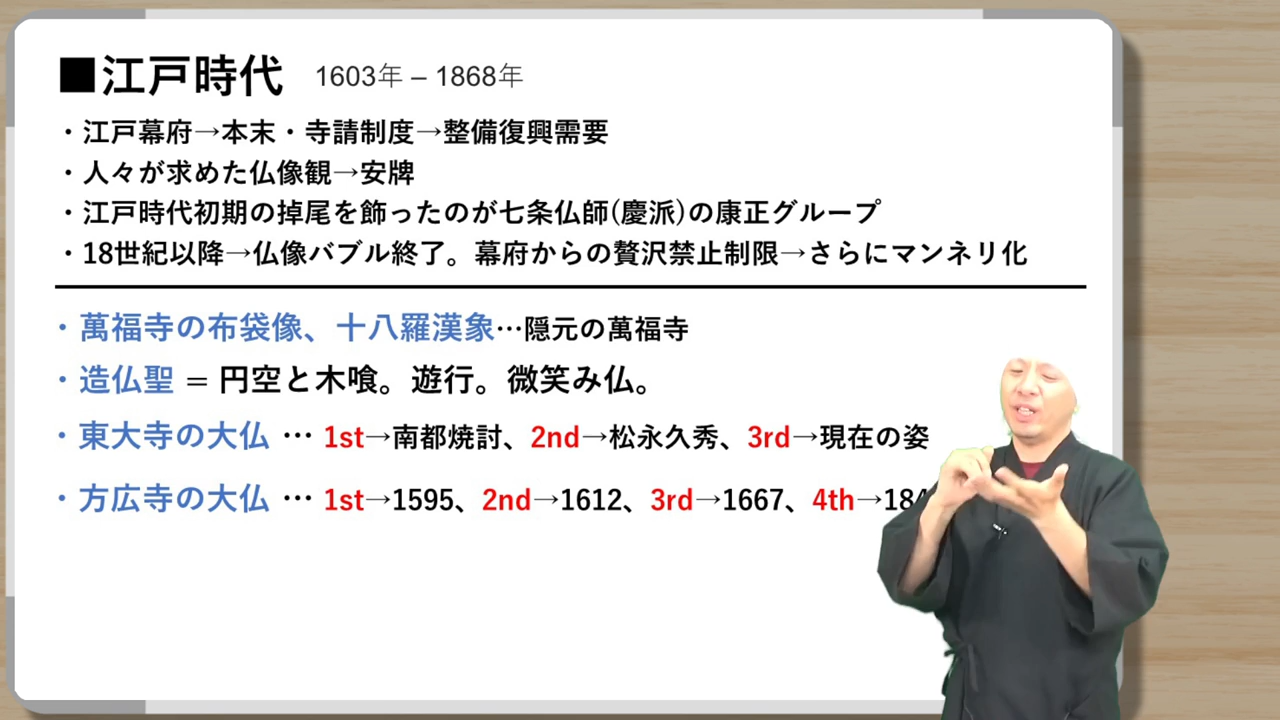 ■江戸時代 1603年 – 1868年
・江戸幕府→本末・寺請制度→整備復興需要
・人々が求めた仏像観→安牌
・江戸時代初期の掉尾を飾ったのが七条仏師(慶派)の康正グループ
・18世紀以降→仏像バブル終了。幕府からの贅沢禁止制限→さらにマンネリ化
・萬福寺の布袋像、十八羅漢象…隠元の萬福寺
・造仏聖 = 円空と木喰。遊行。微笑み仏。
・東大寺の大仏 … 1st→南都焼討、2nd→松永久秀、3rd→現在の姿
・方広寺の大仏 … 1st→1595、2nd→1612、3rd→1667、4th→